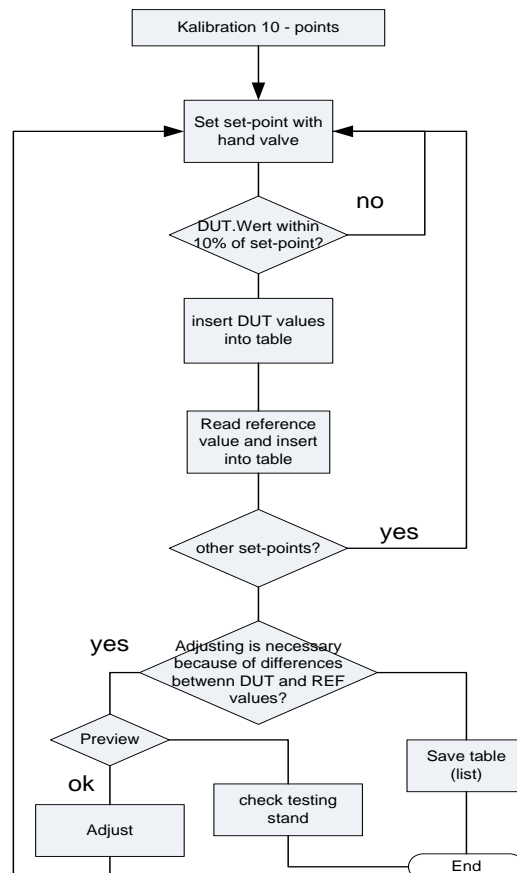 Kalibration 10 - points
Set set-point with
hand valve
no
DUT.Wert within
10% of set-point?
insert DUT values
into table
Read reference
value and insert
into table
yes
other set-points?
yes
Adjusting is necessary
because of differences
betwenn DUT and REF
values?
Preview
Save table
(list)
ok
check testing
stand
Adjust
End